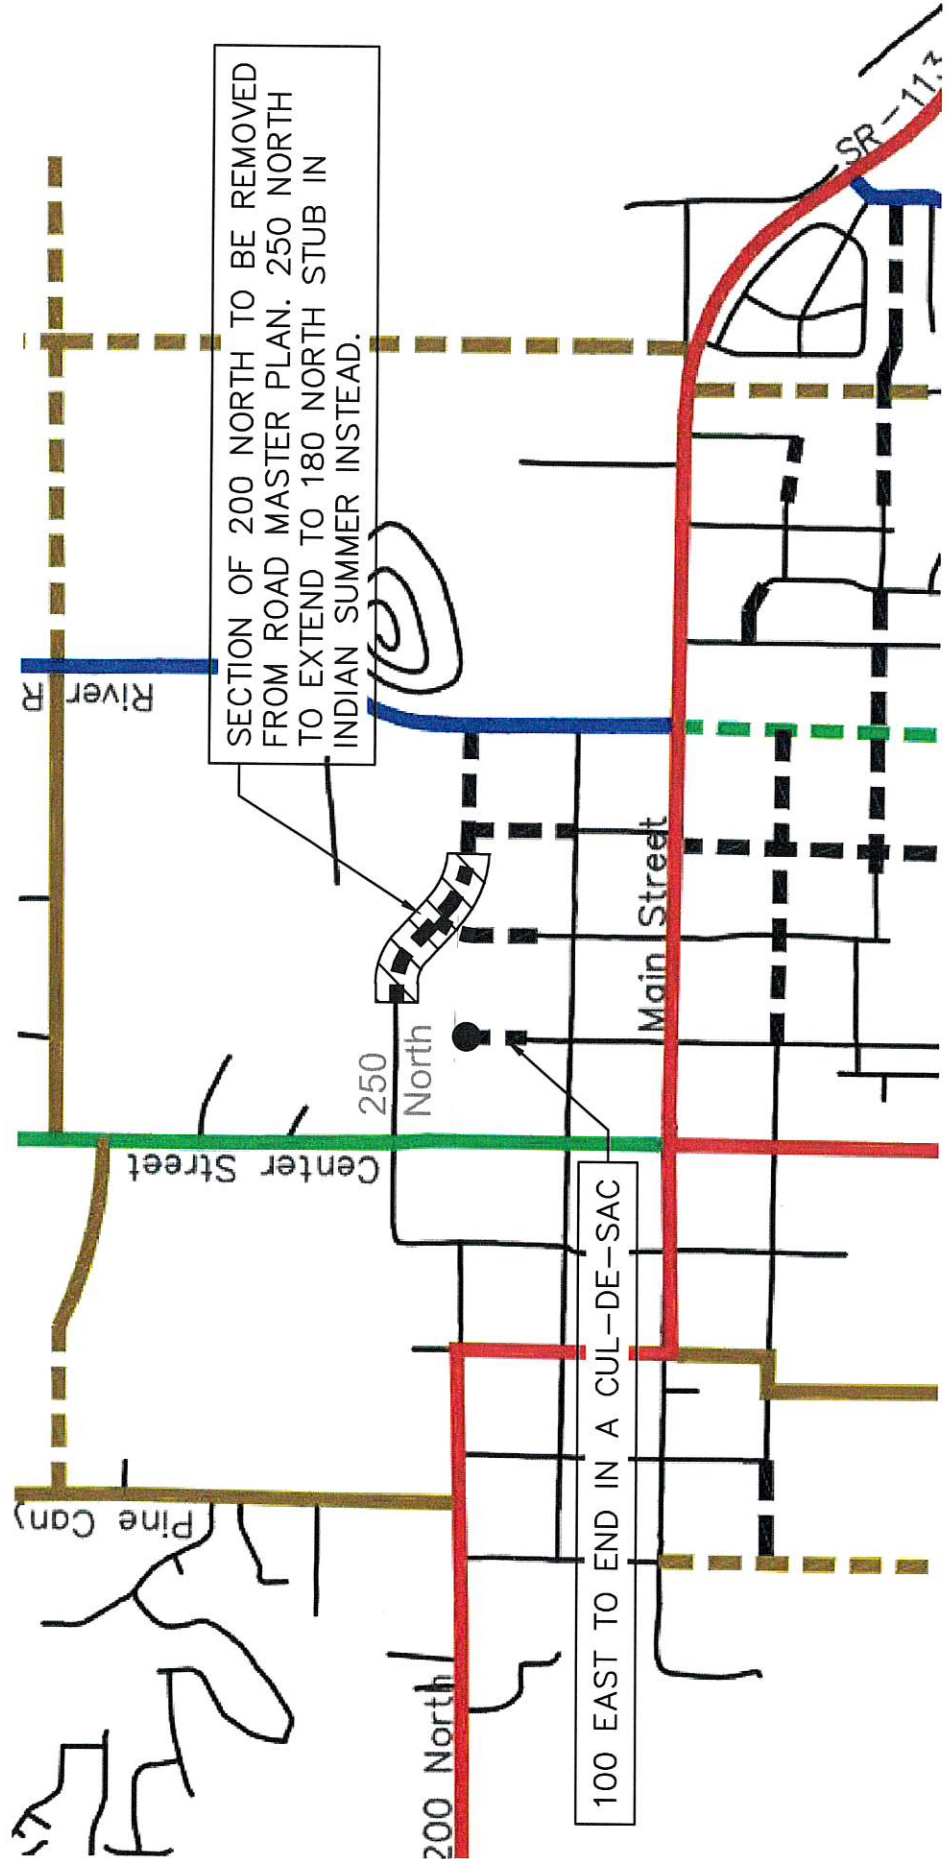 SECTION OF 200 NORTH TO BE REMOVED
FROM ROAD MASTER PLAN. 250 NORTH
TO EXTEND TO 180 NORTH STUB IN
INDIAN SUMMER INSTEAD.
SR-113
River R
250
North
Main Street
Center Street
100 EAST TO END IN A CUL-DE-SAC
Pine Can
200 North